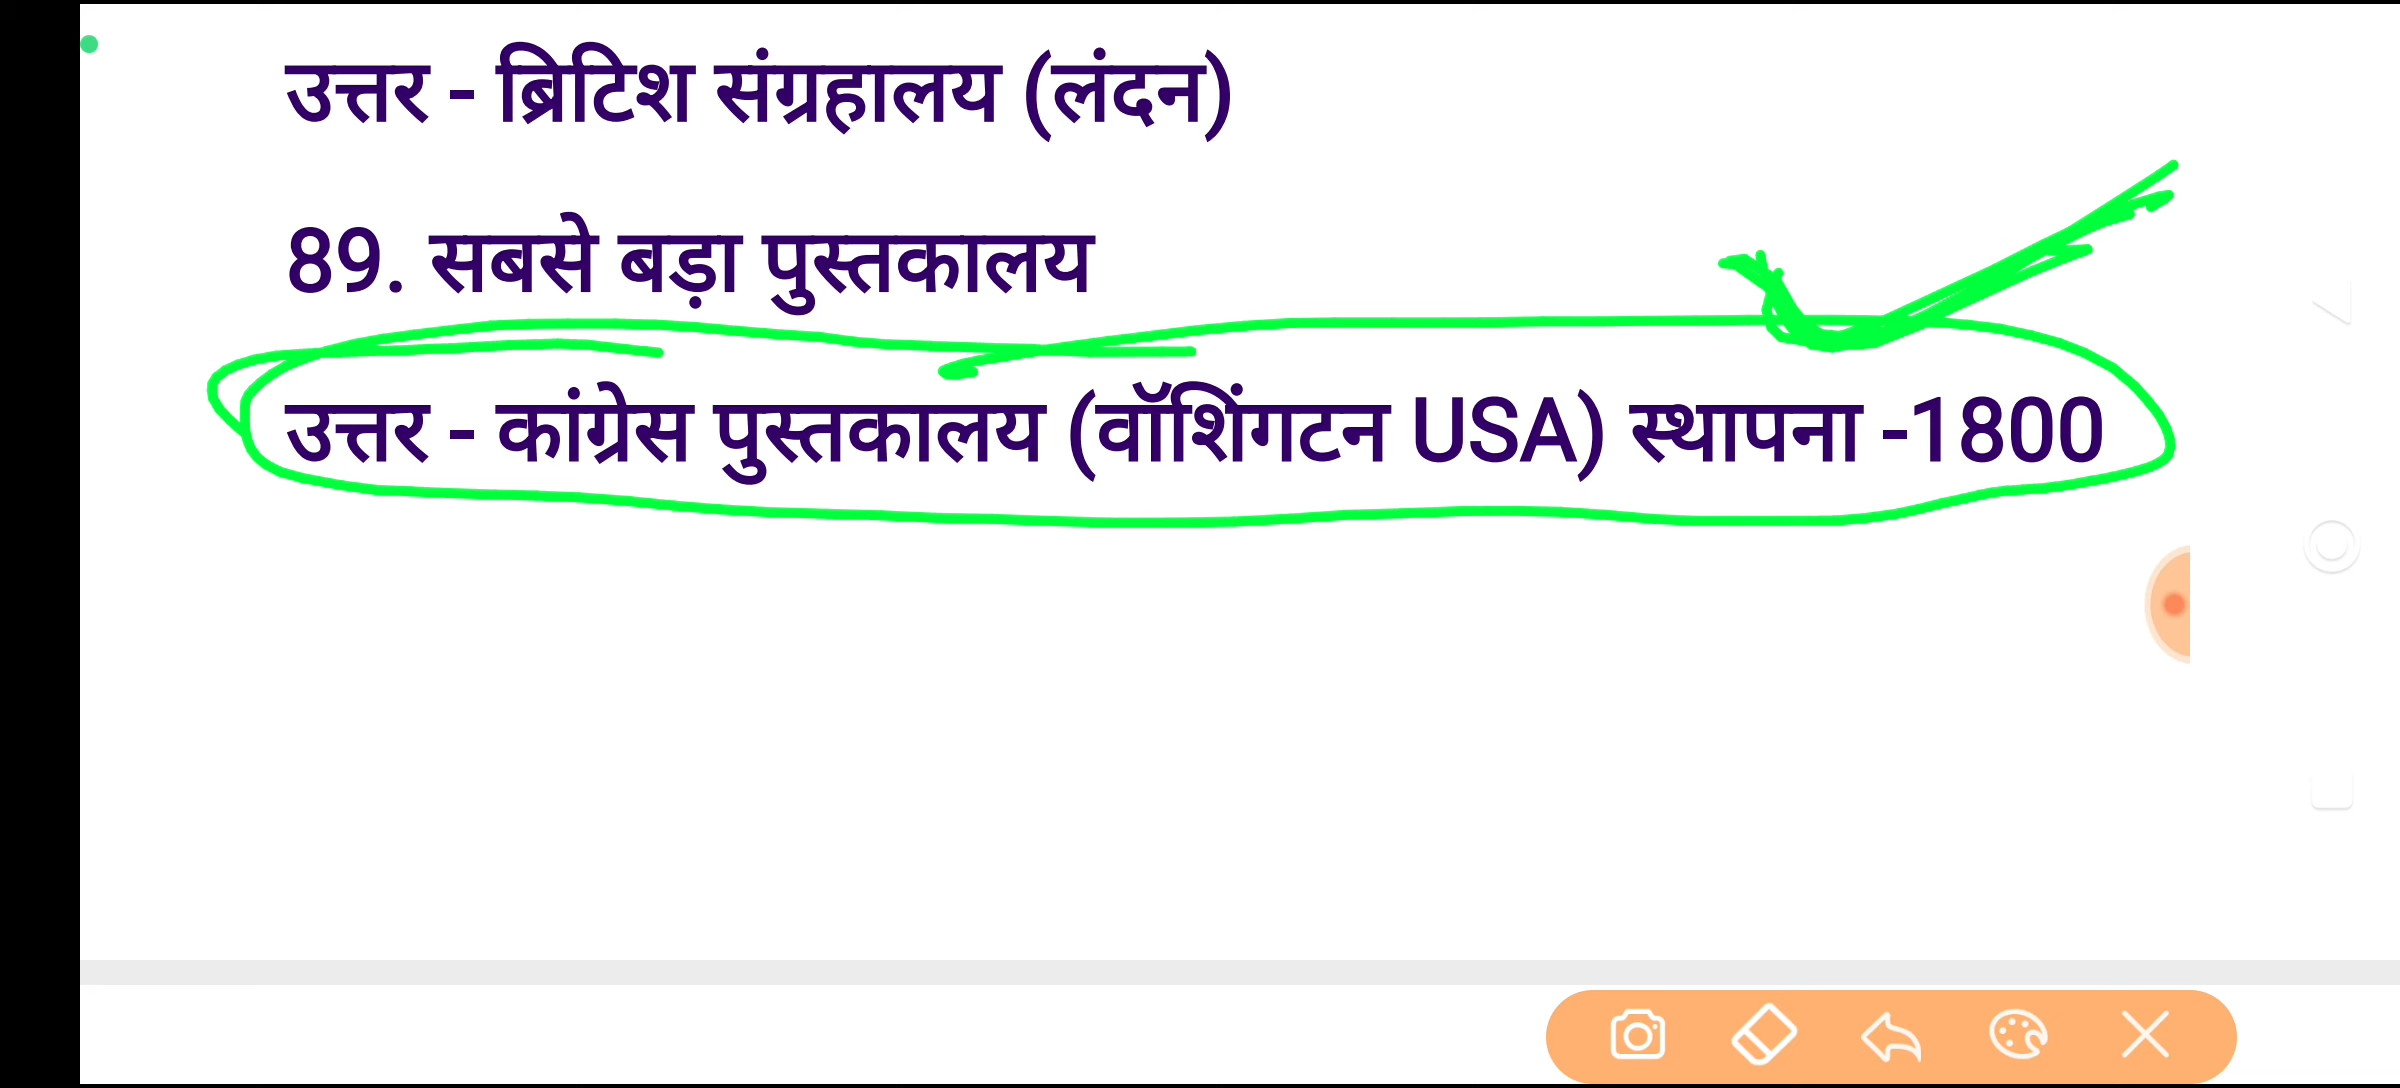 उत्तर - ब्रिटिश संग्रहालय (लंदन)
89. सबसे बड़ा पुस्तकालय
उत्तर - कांग्रेस पुस्तकालय (वॉशिंगटन USA) स्थापना -1800